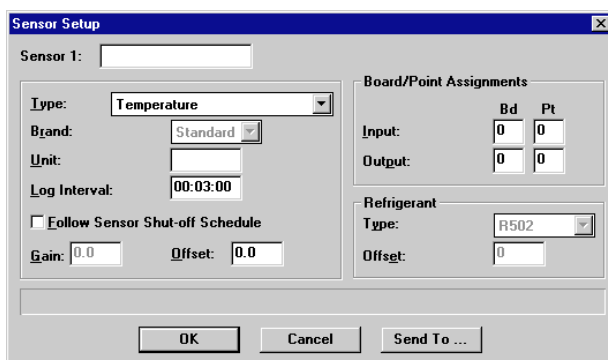 Sensor Setup
Sensor 1:
Type: Temperature
Brand: Standard
Unit:
Log Interval: 00:03:00
Follow Sensor Shut-off Schedule
Gain: 0.0 Offset: 0.0
Board/Point Assignments
Bd Pt
Input: 0 0
Output: 0 0
Refrigerant
Type: R502
Offset: 0
OK Cancel Send To ...